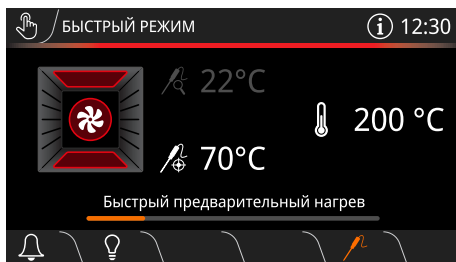 БЫСТРЫЙ РЕЖИМ
i 12:30
22°C
200 °C
70°C
Быстрый предварительный нагрев